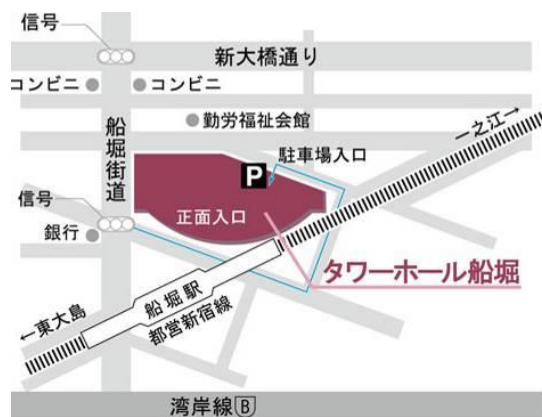 信号
新大橋通り
コンビニ
コンビニ
勤労福祉会館
一之江→
船堀街道
駐車場入口
P
信号
正面入口
銀行
タワーホール船堀
船堀駅
都営新宿線
←東大島
湾岸線B